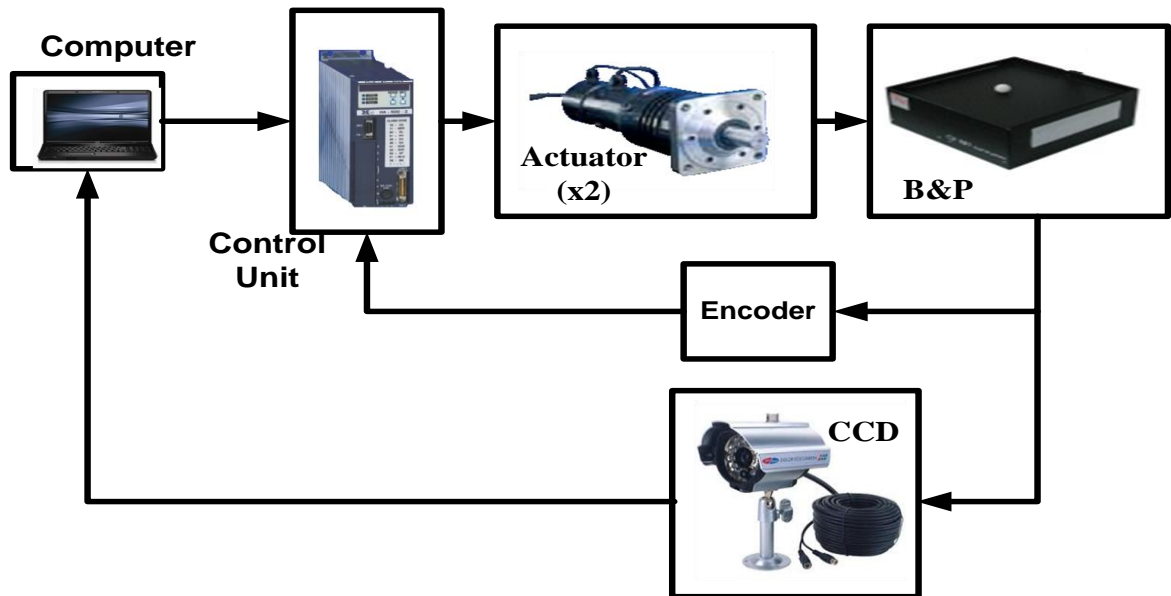 Computer
Control
Unit
Actuator
(x2)
B&P
Encoder
CCD